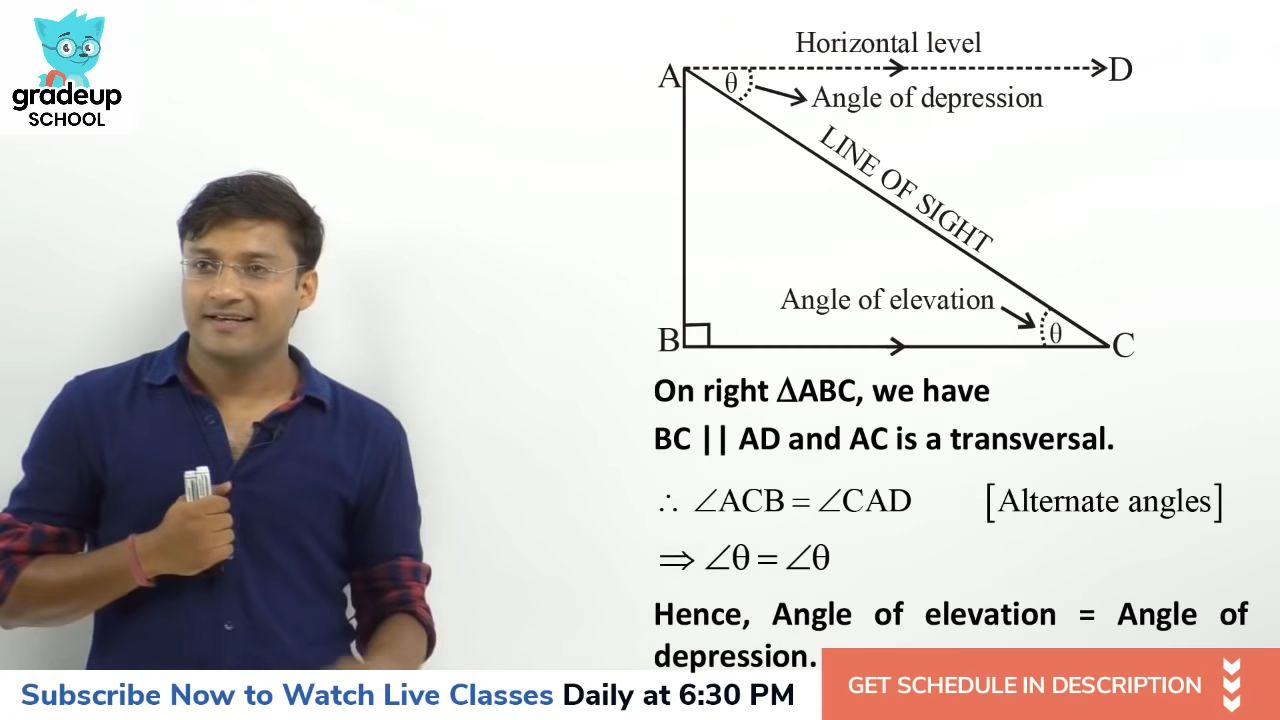 gradeup
SCHOOL
Horizontal level
A
D
θ
Angle of depression
LINE OF SIGHT
Angle of elevation
B
θ
C
On right ΔABC, we have
BC || AD and AC is a transversal.
∴ ∠ACB = ∠CAD [Alternate angles]
⇒ ∠θ = ∠θ
Hence, Angle of elevation = Angle of
depression.
Subscribe Now to Watch Live Classes Daily at 6:30 PM
GET SCHEDULE IN DESCRIPTION